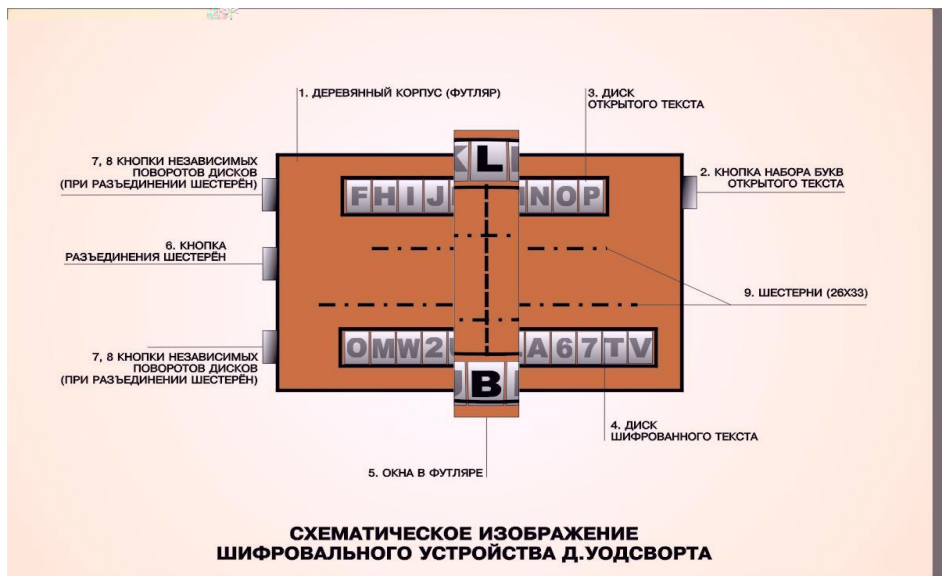 1. ДЕРЕВЯННЫЙ КОРПУС (ФУТЛЯР)
3. ДИСК
ОТКРЫТОГО ТЕКСТА
7, 8 КНОПКИ НЕЗАВИСИМЫХ
ПОВОРОТОВ ДИСКОВ
(ПРИ РАЗЪЕДИНЕНИИ ШЕСТЕРЁН)
2. КНОПКА НАБОРА БУКВ
ОТКРЫТОГО ТЕКСТА
L
FHIJ
NOP
6. КНОПКА
РАЗЪЕДИНЕНИЯ ШЕСТЕРЁН
9. ШЕСТЕРНИ (26X33)
7, 8 КНОПКИ НЕЗАВИСИМЫХ
ПОВОРОТОВ ДИСКОВ
(ПРИ РАЗЪЕДИНЕНИИ ШЕСТЕРЁН)
OMW2
A67TV
B
4. ДИСК
ШИФРОВАННОГО ТЕКСТА
5. ОКНА В ФУТЛЯРЕ
СХЕМАТИЧЕСКОЕ ИЗОБРАЖЕНИЕ
ШИФРОВАЛЬНОГО УСТРОЙСТВА Д.УОДСВОРТА